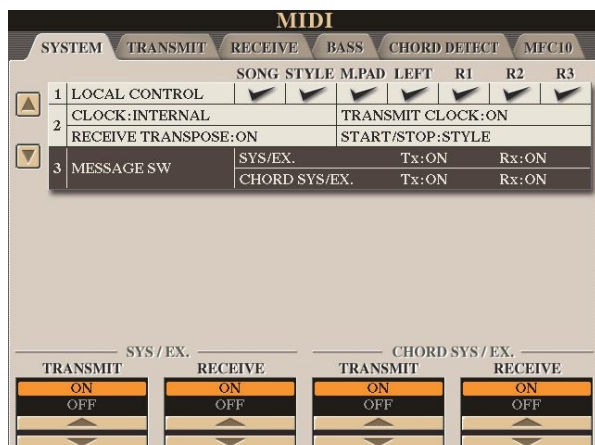 MIDI
SYSTEM TRANSMIT RECEIVE BASS CHORD DETECT MFC10
SONG STYLE M.PAD LEFT R1 R2 R3
1 LOCAL CONTROL
2 CLOCK:INTERNAL TRANSMIT CLOCK:ON
RECEIVE TRANSPOSE:ON START/STOP:STYLE
3 MESSAGE SW SYS/EX. Tx:ON Rx:ON
CHORD SYS/EX. Tx:ON Rx:ON
SYS / EX. CHORD SYS / EX.
TRANSMIT RECEIVE TRANSMIT RECEIVE
ON ON ON ON
OFF OFF OFF OFF